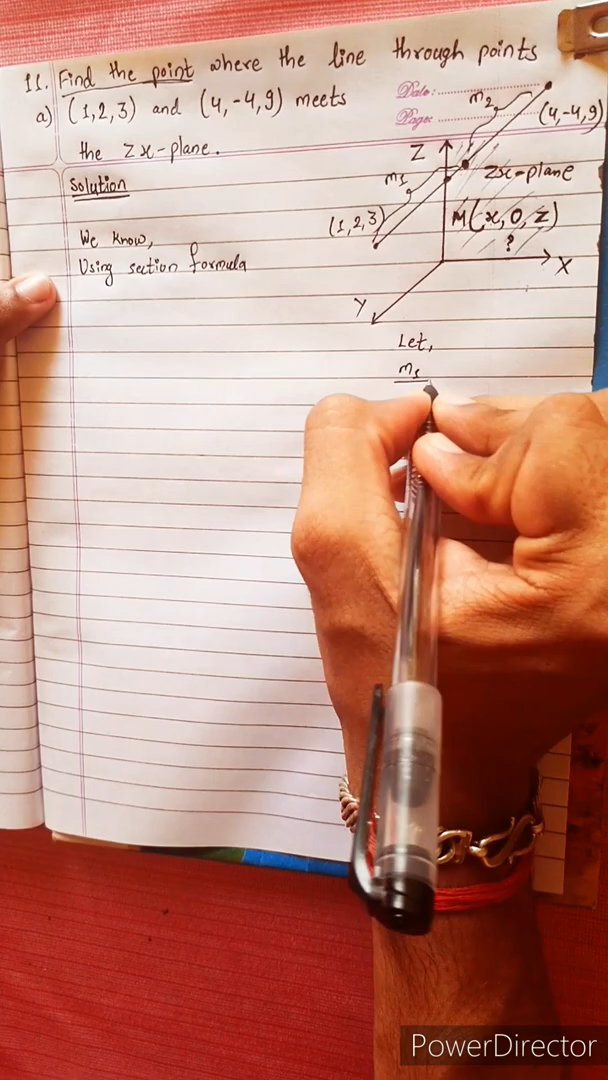 11. Find the point where the line through points
a) (1,2,3) and (4,-4,9) meets
the zx-plane.
Date:
Page:
Solution
We know,
Using section formula
m₂
(4,-4,9)
Z
m₁
zx-plane
(1,2,3)
M(x,0,z)
?
X
Y
Let,
m₁
PowerDirector